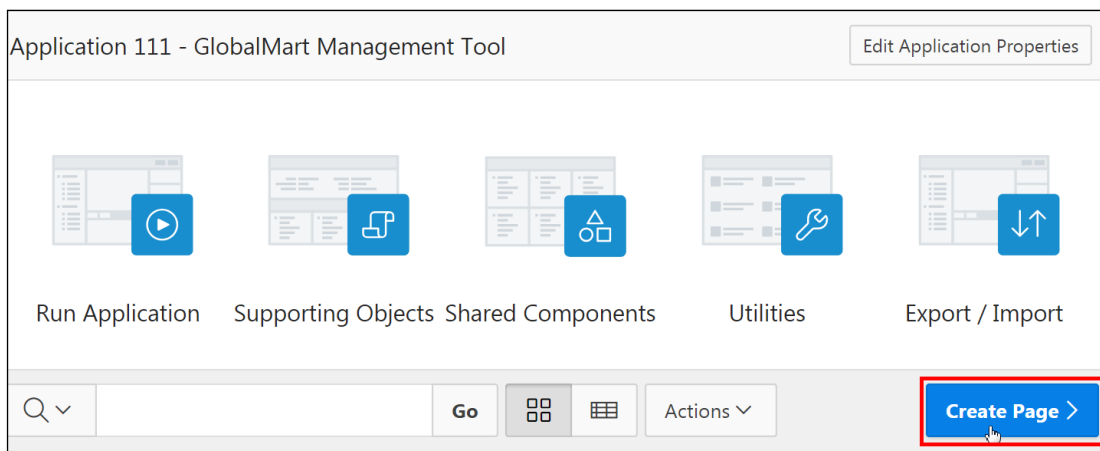 Application 111 - GlobalMart Management Tool
Edit Application Properties
Run Application
Supporting Objects
Shared Components
Utilities
Export / Import
Go
Actions
Create Page